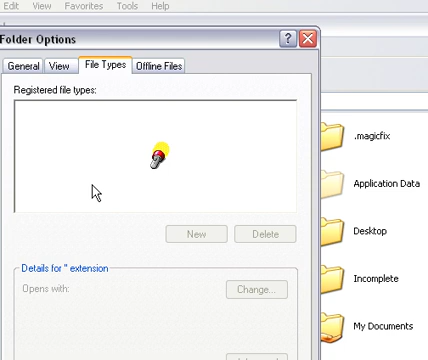 Edit View Favorites Tools Help
Folder Options
General View File Types Offline Files
Registered file types:
.magicfix
Application Data
Desktop
New Delete
Details for '' extension
Incomplete
Opens with: Change...
My Documents